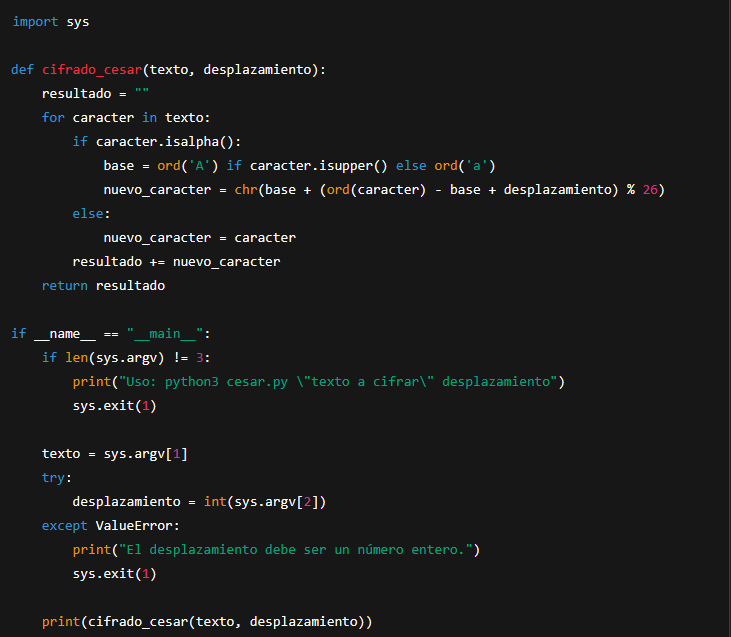 import sys

def cifrado_cesar(texto, desplazamiento):
    resultado = ""
    for caracter in texto:
        if caracter.isalpha():
            base = ord('A') if caracter.isupper() else ord('a')
            nuevo_caracter = chr(base + (ord(caracter) - base + desplazamiento) % 26)
        else:
            nuevo_caracter = caracter
        resultado += nuevo_caracter
    return resultado

if __name__ == "__main__":
    if len(sys.argv) != 3:
        print("Uso: python3 cesar.py \"texto a cifrar\" desplazamiento")
        sys.exit(1)

    texto = sys.argv[1]
    try:
        desplazamiento = int(sys.argv[2])
    except ValueError:
        print("El desplazamiento debe ser un número entero.")
        sys.exit(1)

    print(cifrado_cesar(texto, desplazamiento))